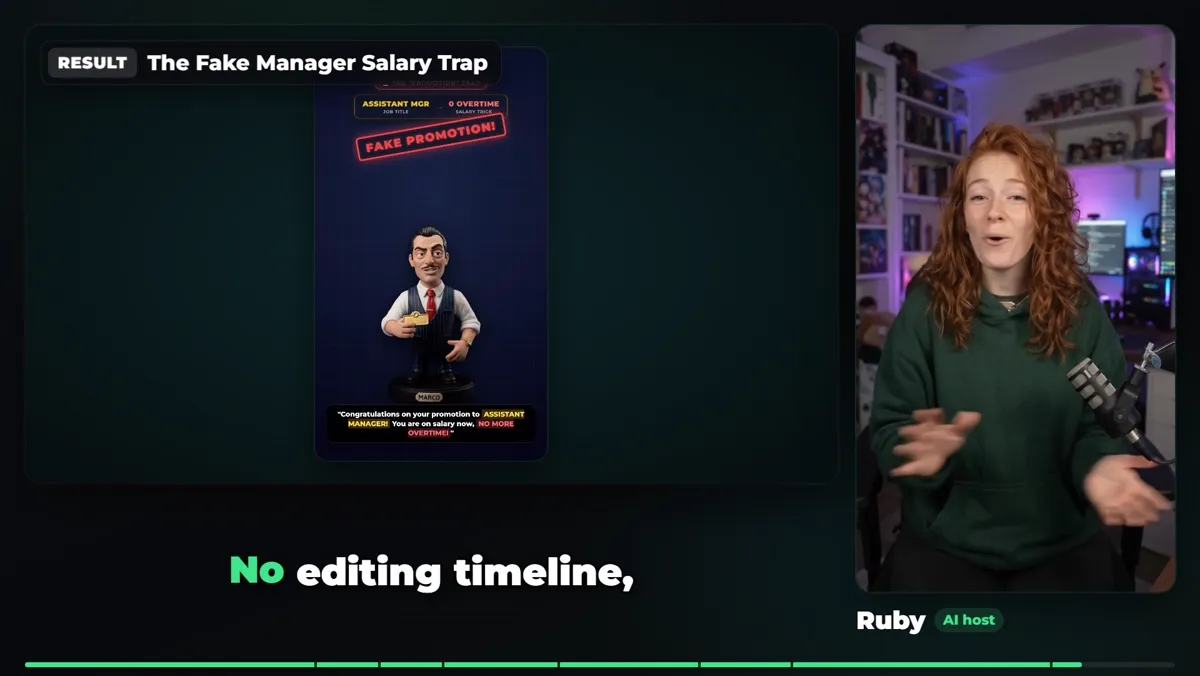 RESULT The Fake Manager Salary Trap
ASSISTANT MGR
JOB TITLE
0 OVERTIME
SALARY TRICK
FAKE PROMOTION!
MARCO
"Congratulations on your promotion to ASSISTANT
MANAGER! You are on salary now, NO MORE
OVERTIME!"
No editing timeline,
Ruby AI host